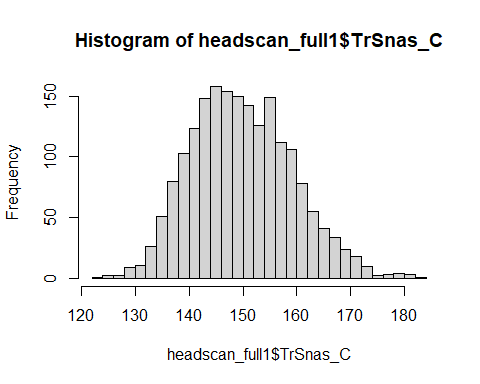 Histogram of headscan_full1$TrSnas_C
Frequency
150
100
50
0
120 130 140 150 160 170 180
headscan_full1$TrSnas_C